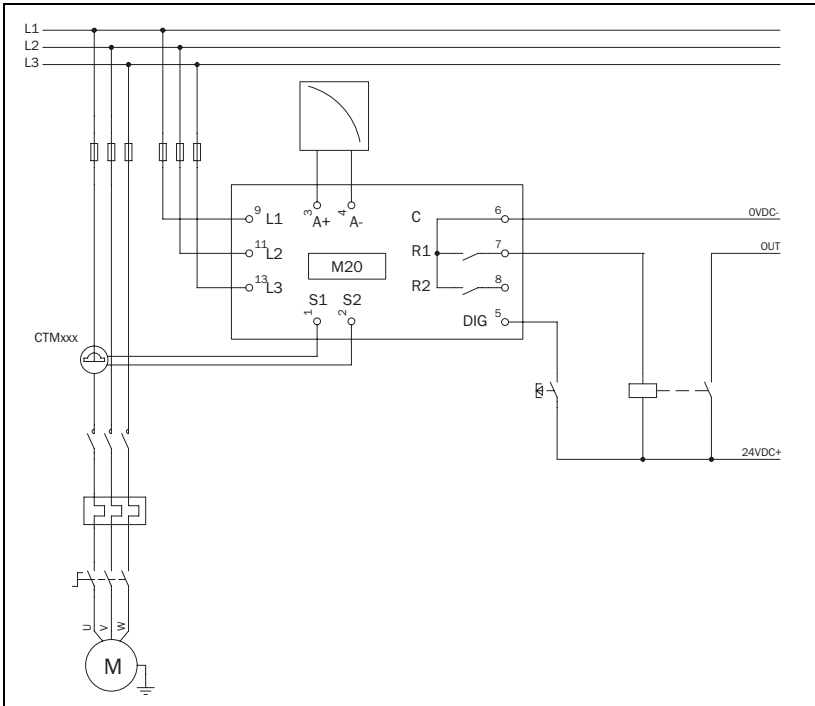 L1
L2
L3
9 L1
3 A+
4 A-
C 6
0VDC-
11 L2
R1 7
OUT
M20
13 L3
R2 8
S1 S2
1 2
DIG 5
CTMxxx
24VDC+
U V W
M